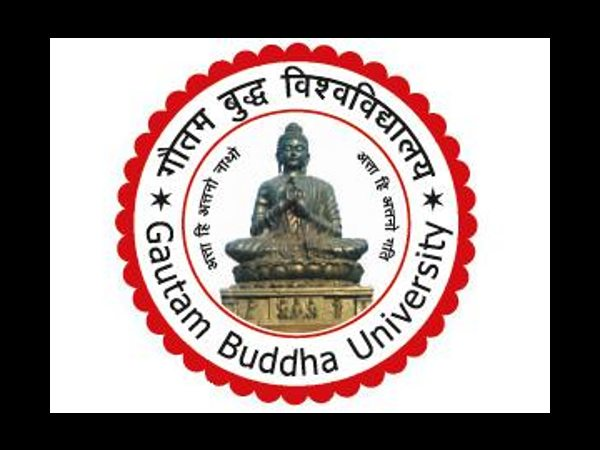 गौतम बुद्ध विश्वविद्यालय
अत्ता हि अत्तनो नाथो
अत्ता हि अत्तनो गति
Gautam Buddha University